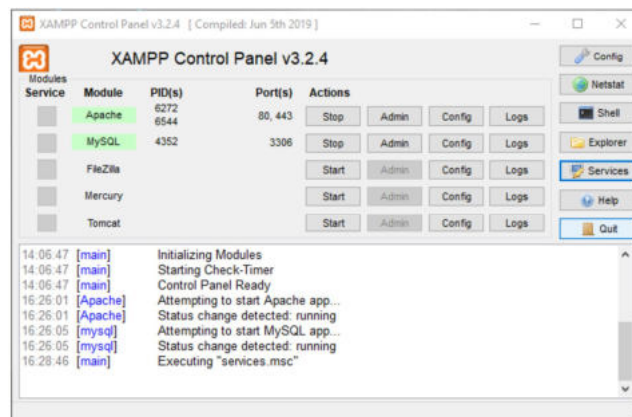 XAMPP Control Panel v3.2.4 [ Compiled: Jun 5th 2019 ]
XAMPP Control Panel v3.2.4
Config
Modules
Service Module PID(s) Port(s) Actions
Netstat
Apache 6272 6544 80, 443 Stop Admin Config Logs
Shell
MySQL 4352 3306 Stop Admin Config Logs
Explorer
FileZilla Start Admin Config Logs
Services
Mercury Start Admin Config Logs
Help
Tomcat Start Admin Config Logs
Quit
14:06:47 [main] Initializing Modules
14:06:47 [main] Starting Check-Timer
14:06:47 [main] Control Panel Ready
16:26:01 [Apache] Attempting to start Apache app...
16:26:01 [Apache] Status change detected: running
16:26:05 [mysql] Attempting to start MySQL app...
16:26:05 [mysql] Status change detected: running
16:28:46 [main] Executing "services.msc"